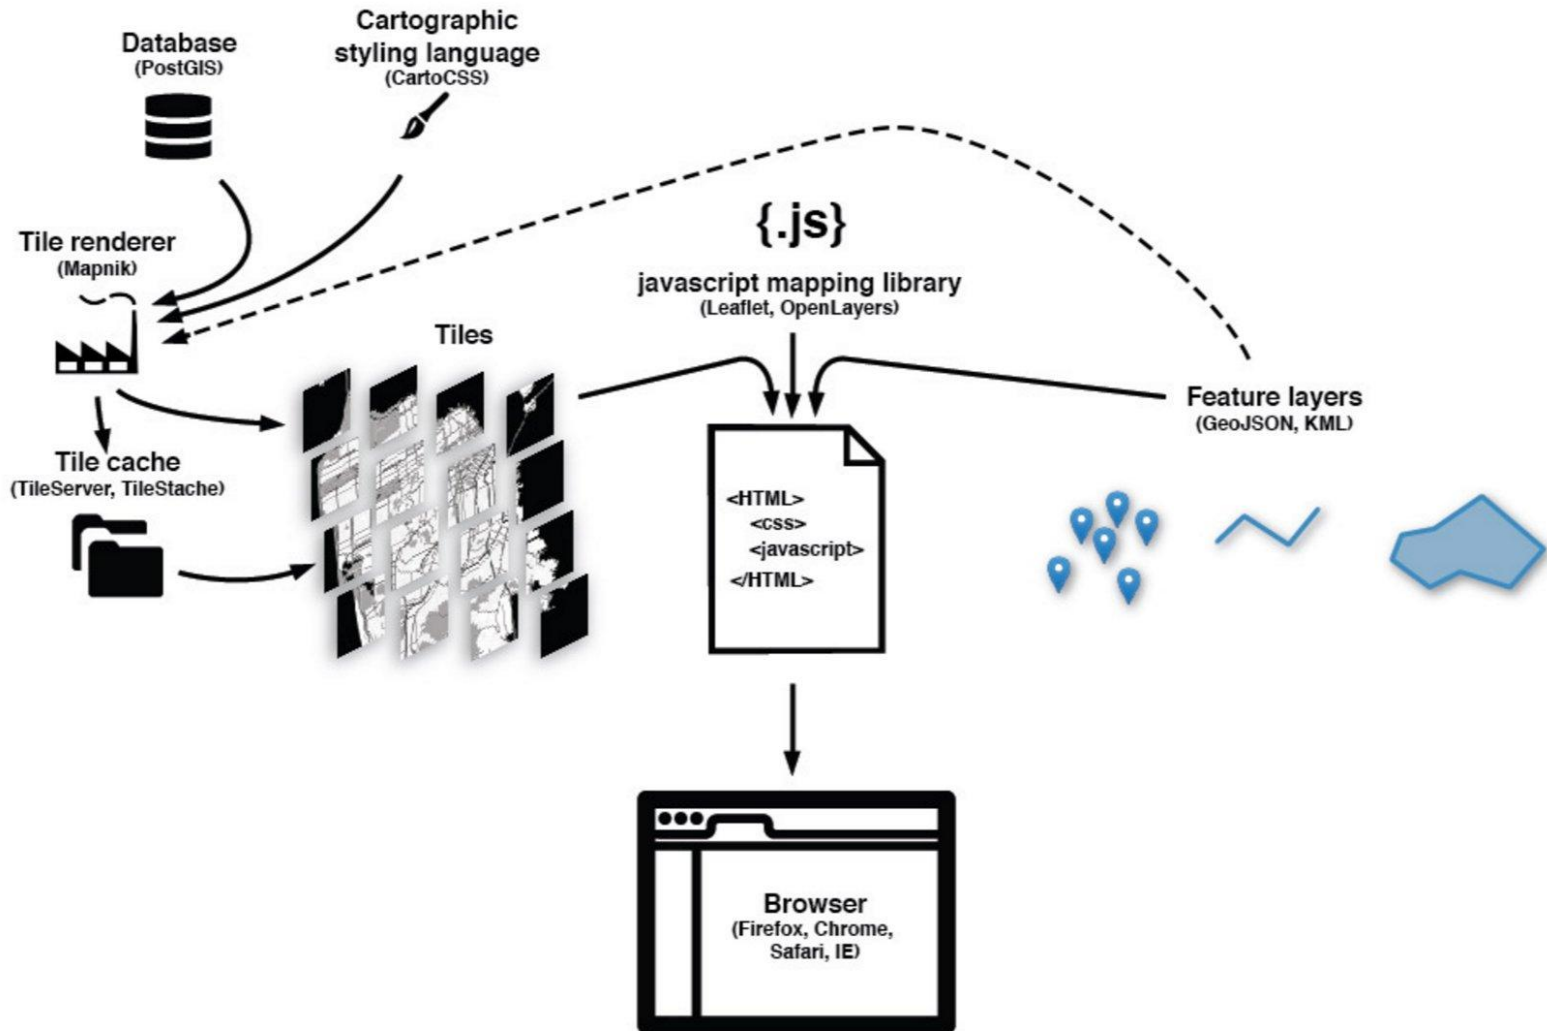 Database
(PostGIS)
Cartographic
styling language
(CartoCSS)
Tile renderer
(Mapnik)
{.js}
javascript mapping library
(Leaflet, OpenLayers)
Tiles
Feature layers
(GeoJSON, KML)
Tile cache
(TileServer, TileStache)
<HTML>
<css>
<javascript>
</HTML>
Browser
(Firefox, Chrome,
Safari, IE)